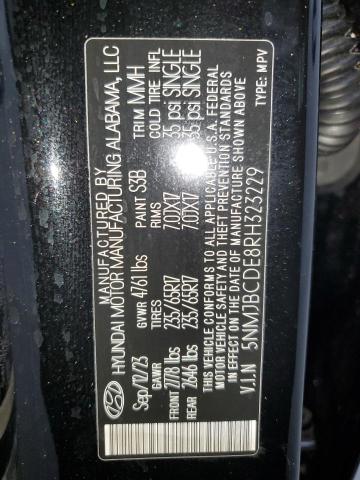 MANUFACTURED BY
HYUNDAI MOTOR MANUFACTURING ALABAMA, LLC
Sep/12/23 GVWR 4761 lbs PAINT S3B TRIM MMH
GAWR TIRES RIMS COLD TIRE INFL
FRONT 2778 lbs 235/65R17 7.0JX17 35 psi SINGLE
REAR 2646 lbs 235/65R17 7.0JX17 35 psi SINGLE
THIS VEHICLE CONFORMS TO ALL APPLICABLE U.S.A. FEDERAL
MOTOR VEHICLE SAFETY AND THEFT PREVENTION STANDARDS
IN EFFECT ON THE DATE OF MANUFACTURE SHOWN ABOVE
V.I.N 5NMJBCDE8RH323229 TYPE: MPV